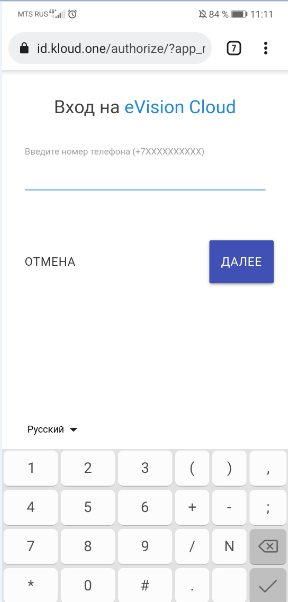 MTS RUS 84 % 11:11
id.kloud.one/authorize/?app_r 7
Вход на eVision Cloud
Введите номер телефона (+7XXXXXXXXXX)
ОТМЕНА ДАЛЕЕ
Русский
1 2 3 ( ) ,
4 5 6 + - ;
7 8 9 / N
* 0 # .